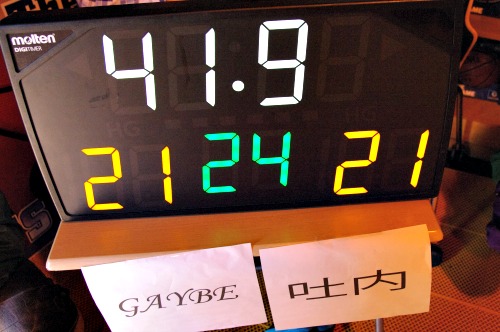 molten
DIGITIMER
41.9
21 24 21
GAYBE
吐内